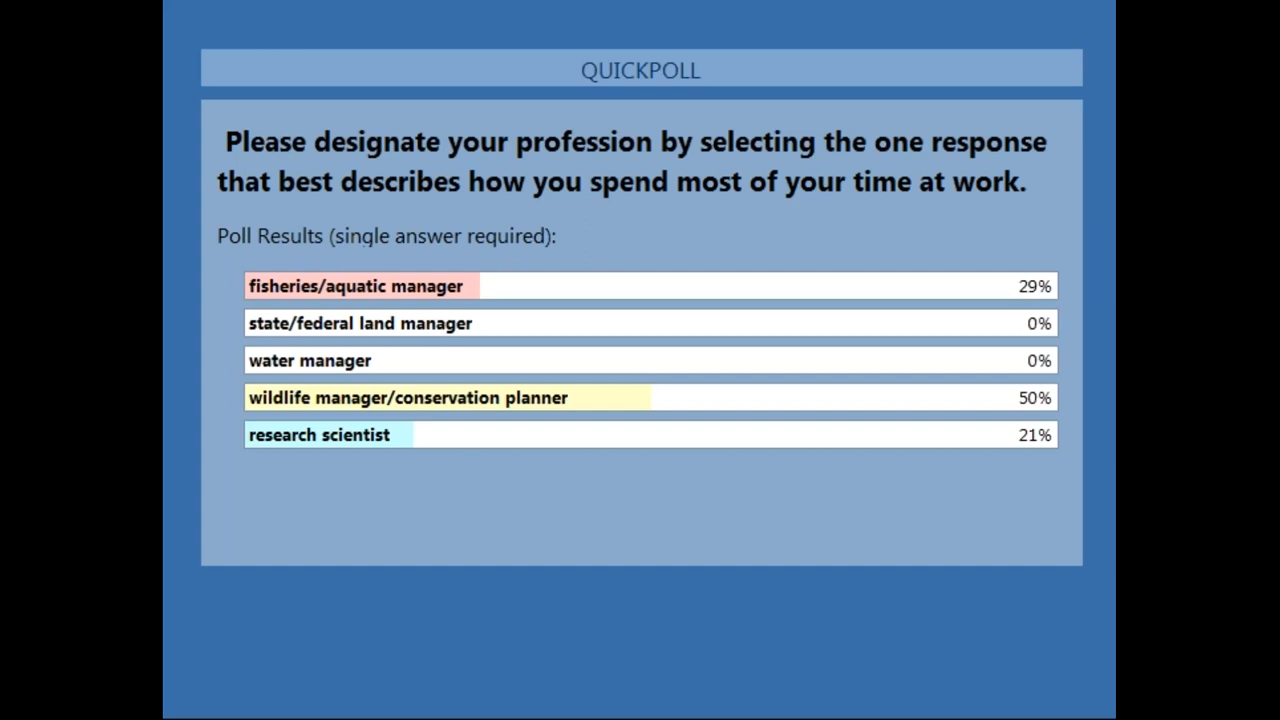 QUICKPOLL
Please designate your profession by selecting the one response
that best describes how you spend most of your time at work.
Poll Results (single answer required):
fisheries/aquatic manager 29%
state/federal land manager 0%
water manager 0%
wildlife manager/conservation planner 50%
research scientist 21%